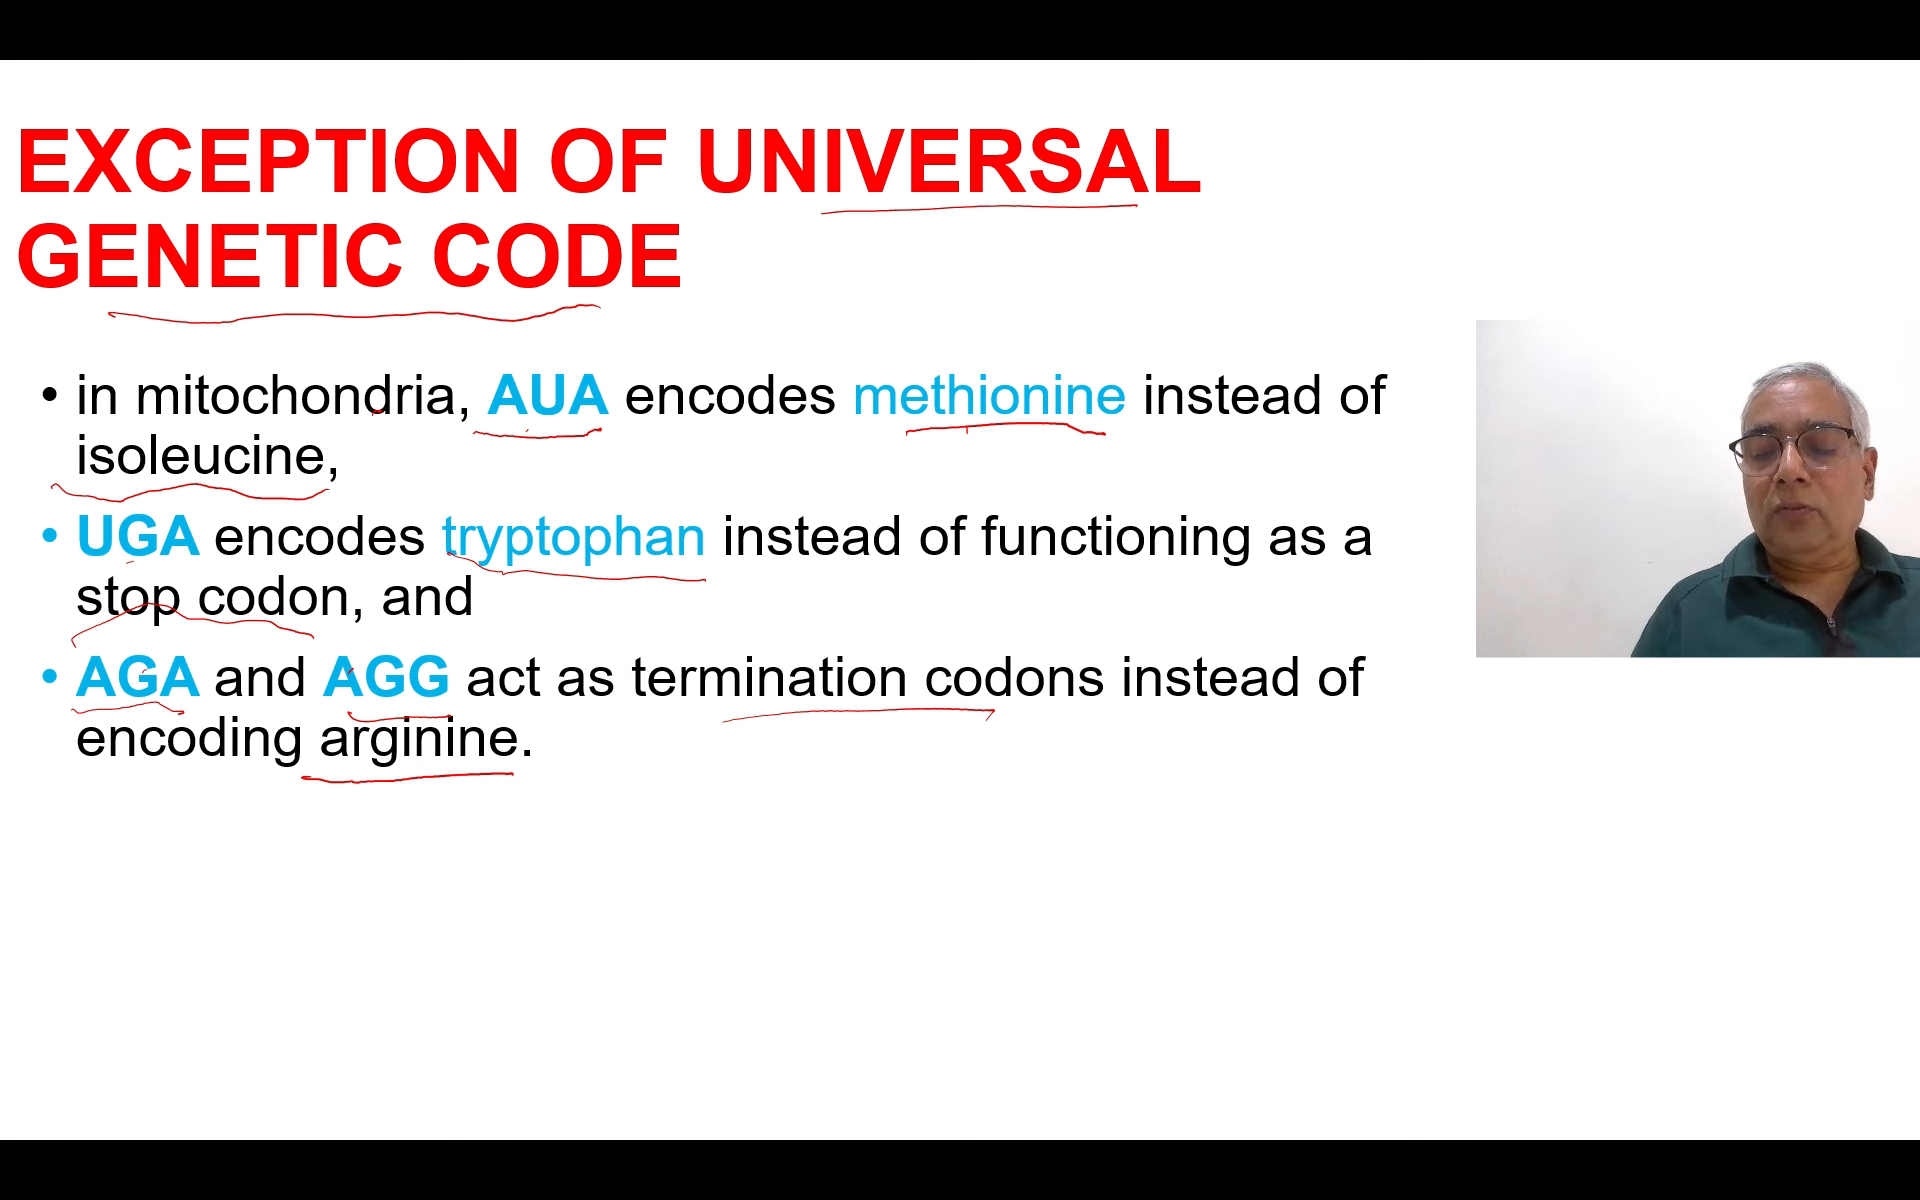 EXCEPTION OF UNIVERSAL
GENETIC CODE
• in mitochondria, AUA encodes methionine instead of
isoleucine,
• UGA encodes tryptophan instead of functioning as a
stop codon, and
• AGA and AGG act as termination codons instead of
encoding arginine.